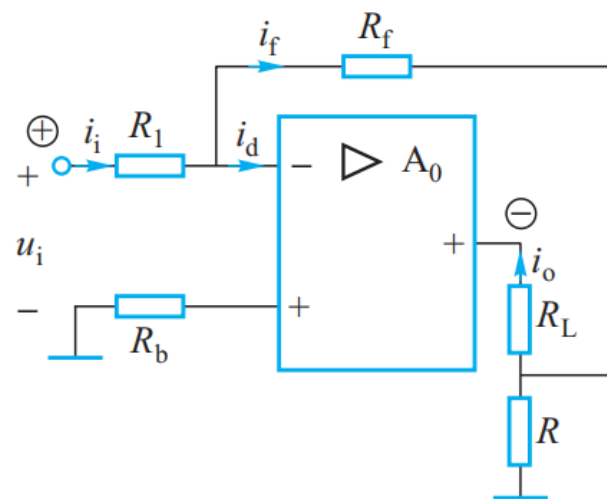 i_f R_f
⊕ i_i R_1 i_d − ▷ A_0
+ ⊖
u_i + i_o
− R_b + R_L
R